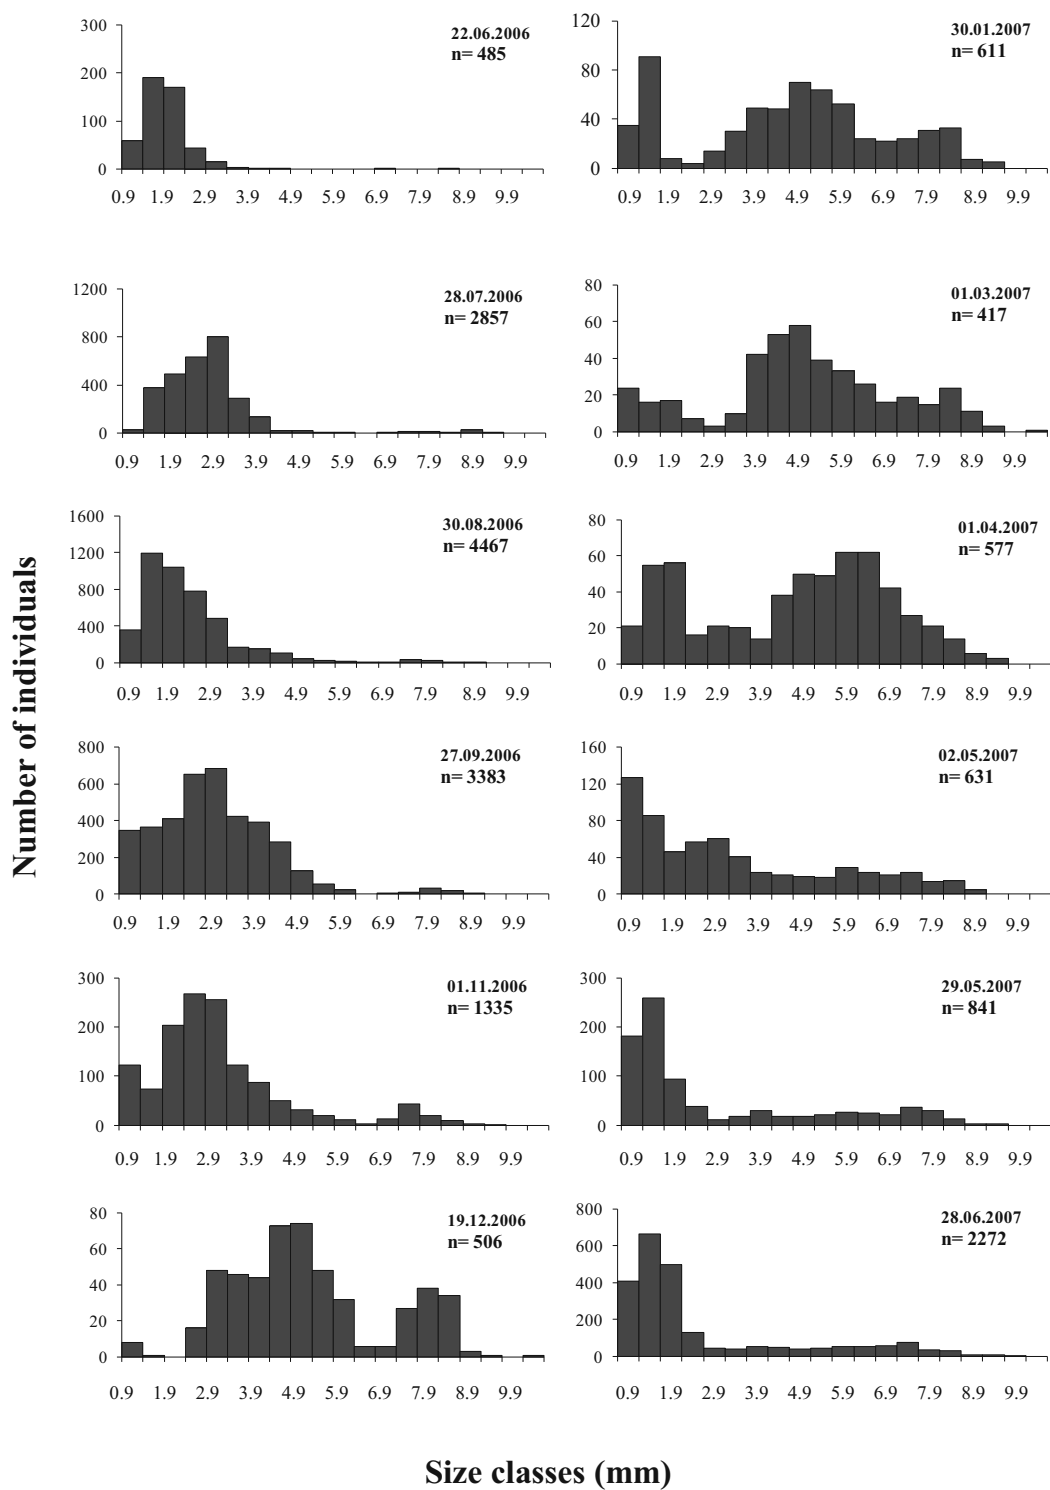 Number of individuals
22.06.2006
n= 485
300
200
100
0
0.9 1.9 2.9 3.9 4.9 5.9 6.9 7.9 8.9 9.9
28.07.2006
n= 2857
1200
800
400
0
0.9 1.9 2.9 3.9 4.9 5.9 6.9 7.9 8.9 9.9
30.08.2006
n= 4467
1600
1200
800
400
0
0.9 1.9 2.9 3.9 4.9 5.9 6.9 7.9 8.9 9.9
27.09.2006
n= 3383
800
600
400
200
0
0.9 1.9 2.9 3.9 4.9 5.9 6.9 7.9 8.9 9.9
01.11.2006
n= 1335
300
200
100
0
0.9 1.9 2.9 3.9 4.9 5.9 6.9 7.9 8.9 9.9
19.12.2006
n= 506
80
60
40
20
0
0.9 1.9 2.9 3.9 4.9 5.9 6.9 7.9 8.9 9.9
30.01.2007
n= 611
120
80
40
0
0.9 1.9 2.9 3.9 4.9 5.9 6.9 7.9 8.9 9.9
01.03.2007
n= 417
80
60
40
20
0
0.9 1.9 2.9 3.9 4.9 5.9 6.9 7.9 8.9 9.9
01.04.2007
n= 577
80
60
40
20
0
0.9 1.9 2.9 3.9 4.9 5.9 6.9 7.9 8.9 9.9
02.05.2007
n= 631
160
120
80
40
0
0.9 1.9 2.9 3.9 4.9 5.9 6.9 7.9 8.9 9.9
29.05.2007
n= 841
300
200
100
0
0.9 1.9 2.9 3.9 4.9 5.9 6.9 7.9 8.9 9.9
28.06.2007
n= 2272
800
600
400
200
0
0.9 1.9 2.9 3.9 4.9 5.9 6.9 7.9 8.9 9.9
Size classes (mm)